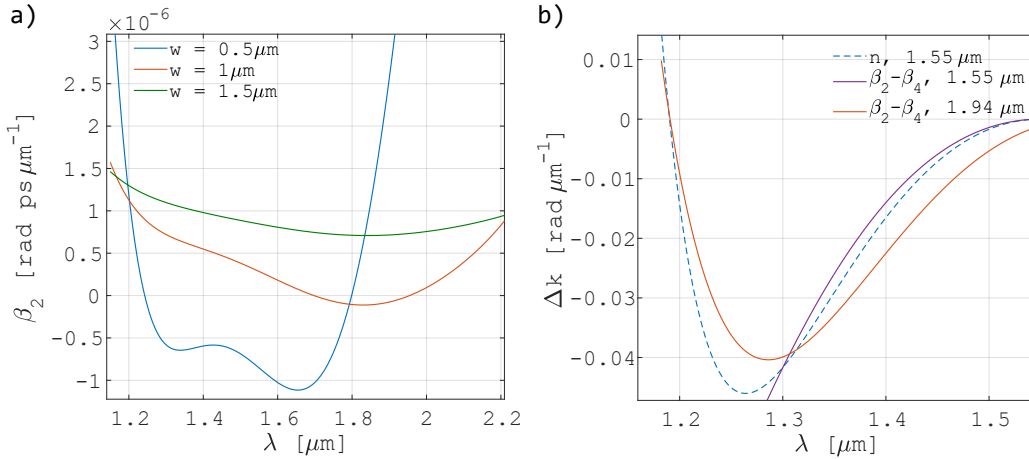 a)
×10⁻⁶
3
2.5
2
1.5
1
0.5
0
-0.5
-1
β₂ [rad ps μm⁻¹]
w = 0.5μm
w = 1μm
w = 1.5μm
1.2 1.4 1.6 1.8 2 2.2
λ [μm]
b)
0.01
0
-0.01
-0.02
-0.03
-0.04
Δk [rad μm⁻¹]
n, 1.55 μm
β₂-β₄, 1.55 μm
β₂-β₄, 1.94 μm
1.2 1.3 1.4 1.5
λ [μm]